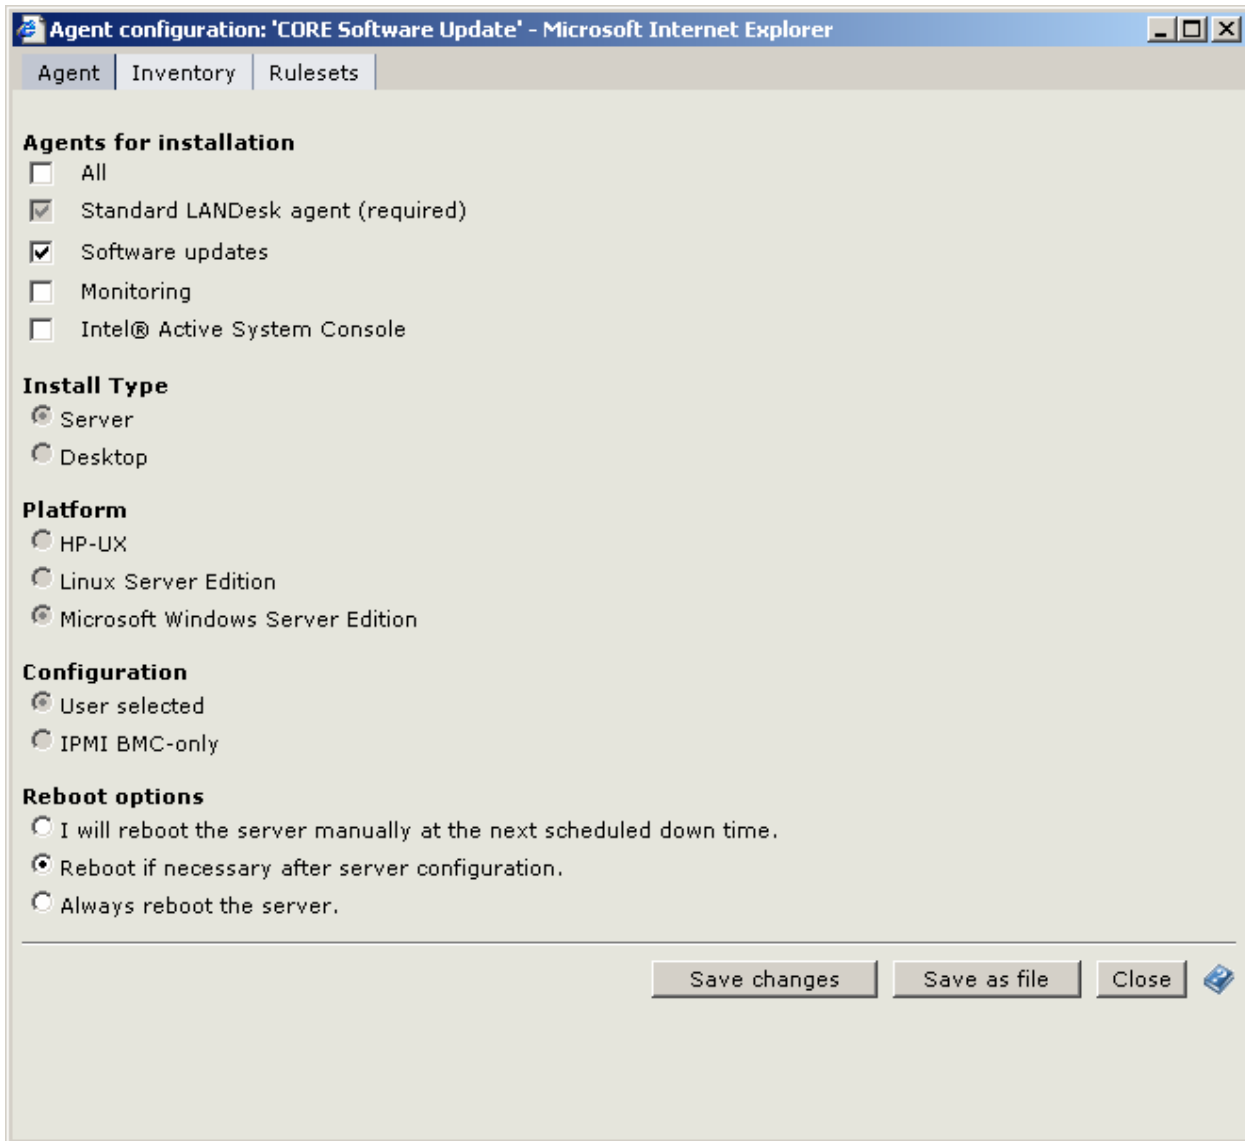 Agent configuration: 'CORE Software Update' - Microsoft Internet Explorer
Agent Inventory Rulesets
Agents for installation
All
Standard LANDesk agent (required)
Software updates
Monitoring
Intel® Active System Console
Install Type
Server
Desktop
Platform
HP-UX
Linux Server Edition
Microsoft Windows Server Edition
Configuration
User selected
IPMI BMC-only
Reboot options
I will reboot the server manually at the next scheduled down time.
Reboot if necessary after server configuration.
Always reboot the server.
Save changes Save as file Close